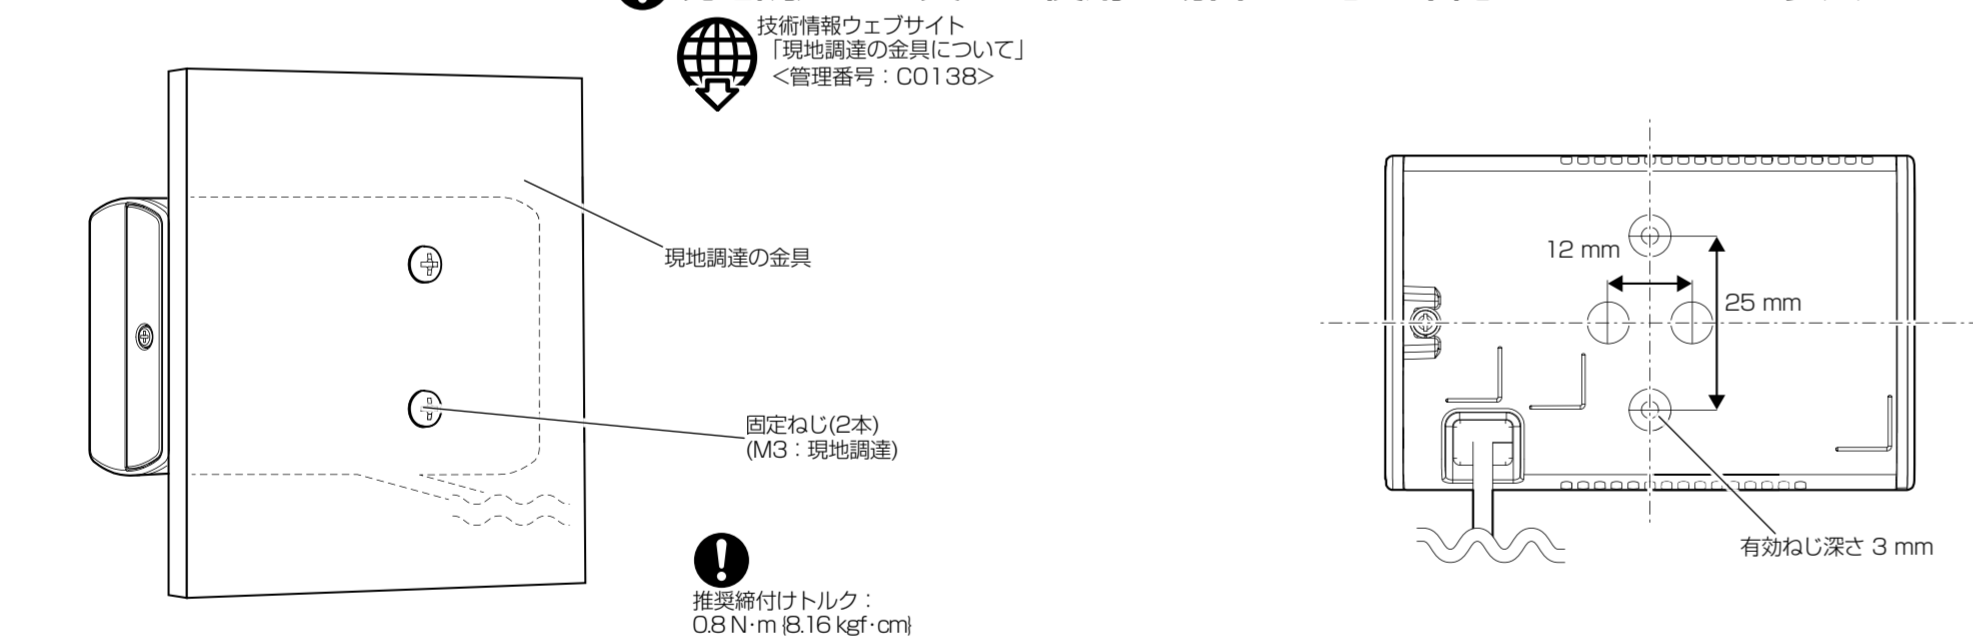 技術情報ウェブサイト
「現地調達の金具について」
<管理番号：C0138>
現地調達の金具
固定ねじ(2本)
(M3：現地調達)
推奨締付けトルク：
0.8 N･m {8.16 kgf･cm}
12 mm
25 mm
有効ねじ深さ 3 mm